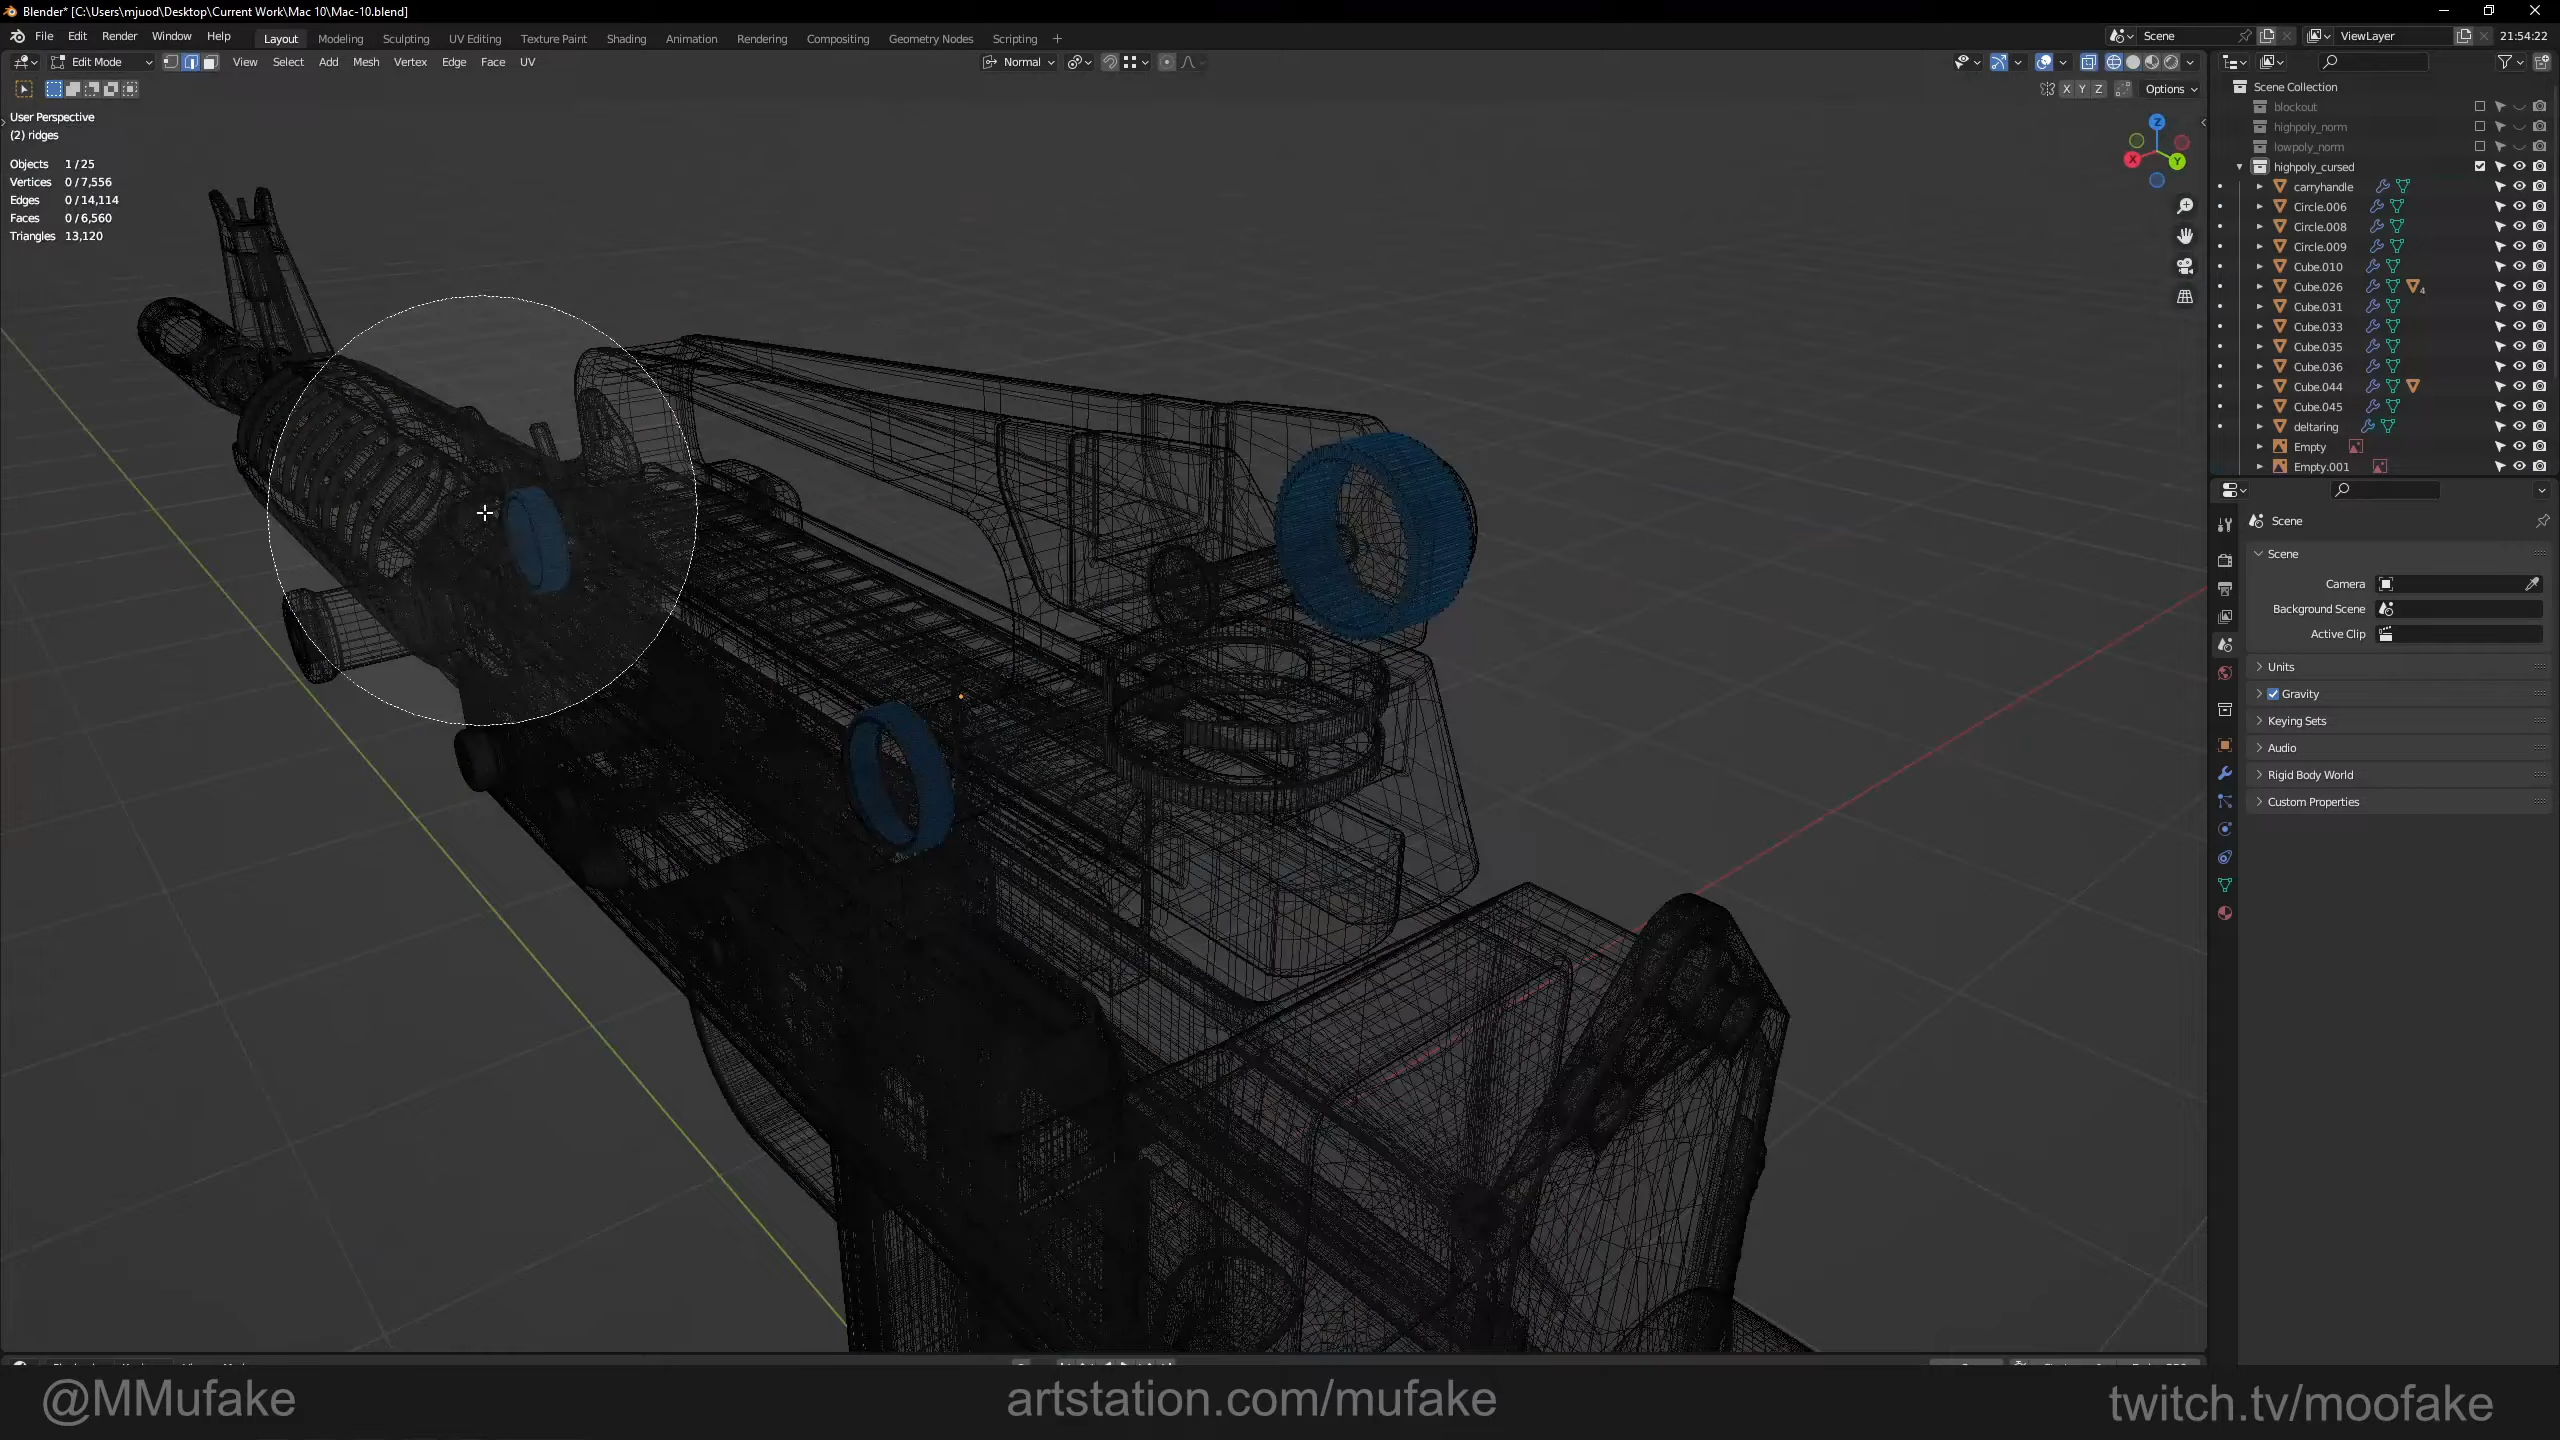 Blender* [C:\Users\mjuod\Desktop\Current Work\Mac 10\Mac-10.blend]
File Edit Render Window Help
Layout Modeling Sculpting UV Editing Texture Paint Shading Animation Rendering Compositing Geometry Nodes Scripting +
Scene
ViewLayer
21:54:22
Edit Mode
View Select Add Mesh Vertex Edge Face UV
Normal
X Y Z
Options
User Perspective
(2) ridges
Objects 1 / 25
Vertices 0 / 7,556
Edges 0 / 14,114
Faces 0 / 6,560
Triangles 13,120
Z
X
Y
Scene Collection
blockout
highpoly_norm
lowpoly_norm
highpoly_cursed
carryhandle
Circle.006
Circle.008
Circle.009
Cube.010
Cube.026
4
Cube.031
Cube.033
Cube.035
Cube.036
Cube.044
Cube.045
deltaring
Empty
Empty.001
Scene
Scene
Camera
Background Scene
Active Clip
Units
Gravity
Keying Sets
Audio
Rigid Body World
Custom Properties
@MMufake
artstation.com/mufake
twitch.tv/moofake